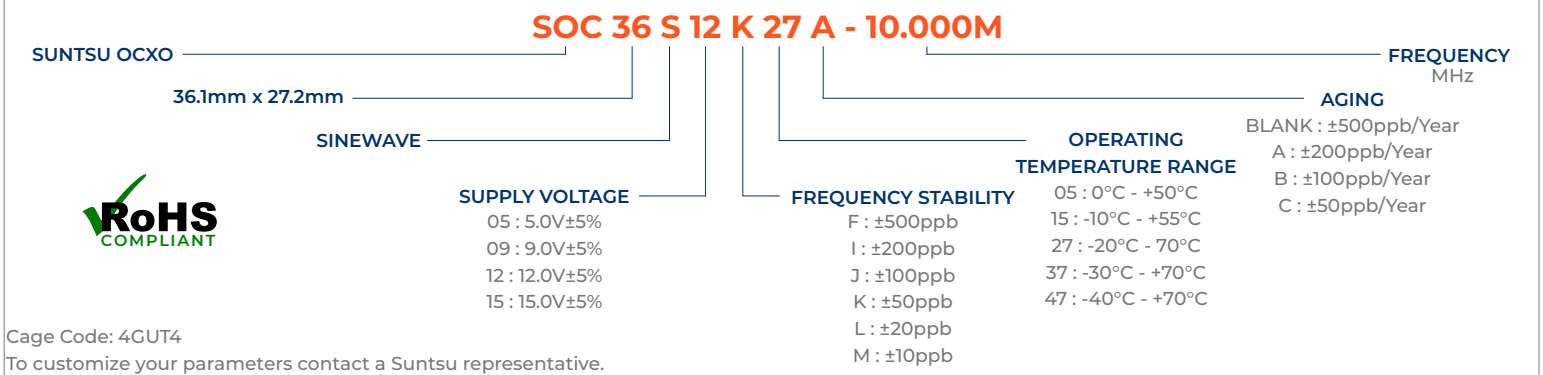 SOC 36 S 12 K 27 A - 10.000M
SUNTSU OCXO
36.1mm x 27.2mm
SINEWAVE
SUPPLY VOLTAGE
05 : 5.0V±5%
09 : 9.0V±5%
12 : 12.0V±5%
15 : 15.0V±5%
FREQUENCY STABILITY
F : ±500ppb
I : ±200ppb
J : ±100ppb
K : ±50ppb
L : ±20ppb
M : ±10ppb
OPERATING
TEMPERATURE RANGE
05 : 0°C - +50°C
15 : -10°C - +55°C
27 : -20°C - 70°C
37 : -30°C - +70°C
47 : -40°C - +70°C
AGING
BLANK : ±500ppb/Year
A : ±200ppb/Year
B : ±100ppb/Year
C : ±50ppb/Year
FREQUENCY
MHz
RoHS
COMPLIANT
Cage Code: 4GUT4
To customize your parameters contact a Suntsu representative.